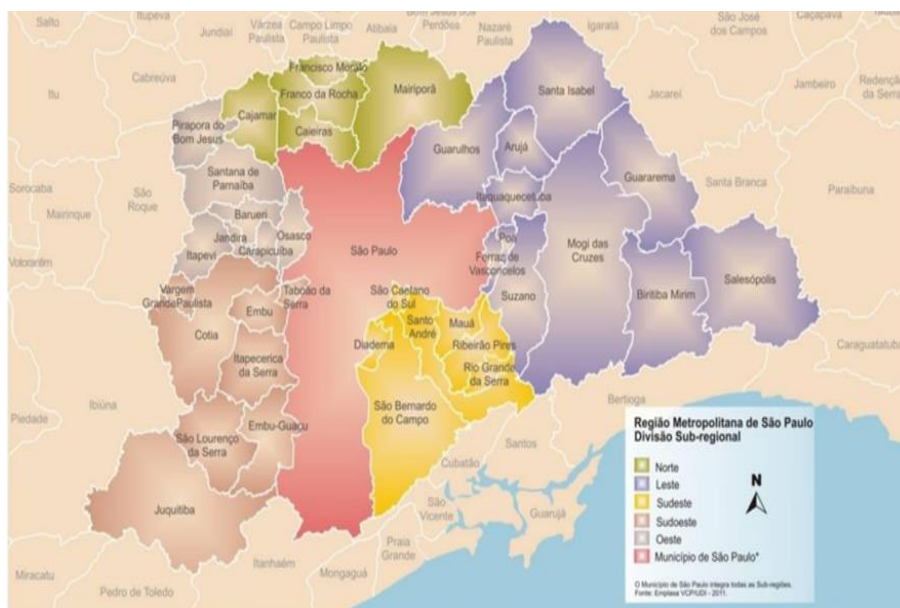 Salto
Itupeva
Jundiaí
Várzea
Paulista
Campo Limpo
Paulista
Atibaia
Bom Jesus dos
Perdões
Nazaré
Paulista
Igaratá
São José
dos Campos
Caçapava
Itu
Cabreúva
Francisco Morato
Franco da Rocha
Mairiporã
Santa Isabel
Jacareí
Jambeiro
Redenção
da Serra
Cajamar
Caieiras
Pirapora do
Bom Jesus
Guarulhos
Arujá
Guararema
Santa Branca
Paraibuna
Santana de
Parnaíba
Itaquaquecetuba
Sorocaba
Mairinque
São
Roque
Barueri
Jandira
Osasco
Carapicuíba
Itapevi
São Paulo
Poá
Ferraz de
Vasconcelos
Mogi das
Cruzes
Votorantim
Suzano
Biritiba Mirim
Salesópolis
Vargem
GrandePaulista
Taboão da
Serra
São Caetano
do Sul
Embu
Santo
André
Mauá
Cotia
Diadema
Ribeirão Pires
Itapecerica
da Serra
Rio Grande
da Serra
Caraguatatuba
Piedade
Ibiúna
São Bernardo
do Campo
Bertioga
São Lourenço
da Serra
Embu-Guaçu
Santos
Cubatão
Juquitiba
São
Vicente
Guarujá
Praia
Grande
Itanhaém
Mongaguá
Miracatu
Pedro de Toledo
Região Metropolitana de São Paulo
Divisão Sub-regional
Norte
Leste
Sudeste
Sudoeste
Oeste
Município de São Paulo*
N
O Município de São Paulo integra todas as Sub-regiões.
Fonte: Emplasa VCP/UDI - 2011.